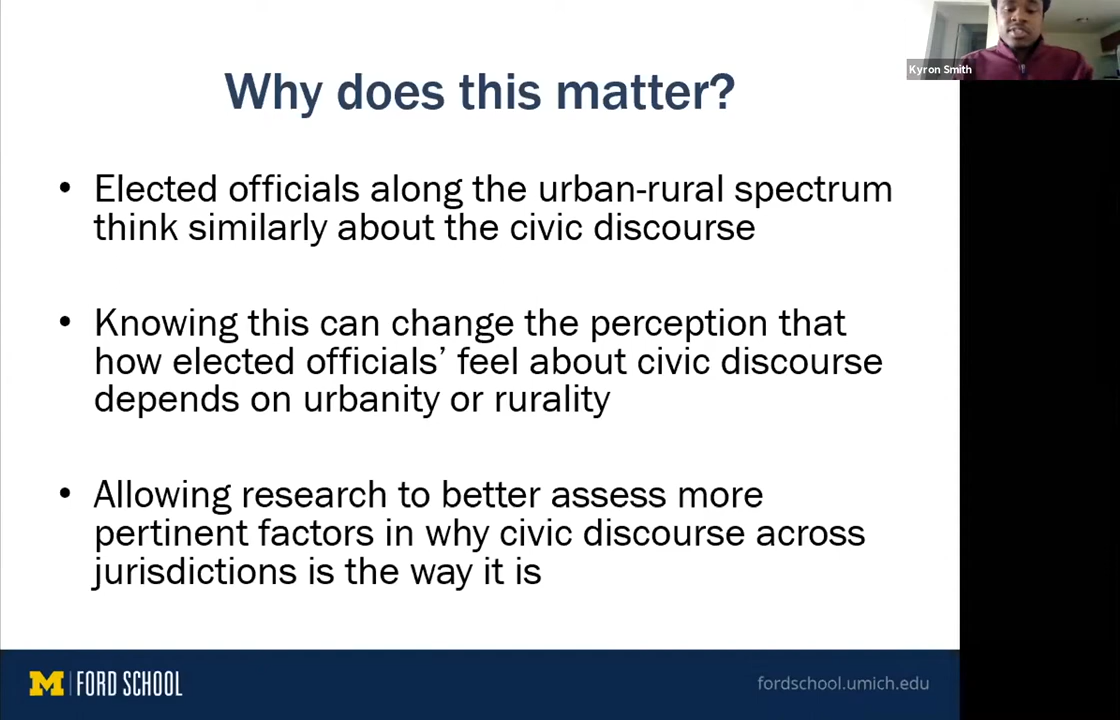 Why does this matter?
Kyron Smith
• Elected officials along the urban-rural spectrum
think similarly about the civic discourse
• Knowing this can change the perception that
how elected officials’ feel about civic discourse
depends on urbanity or rurality
• Allowing research to better assess more
pertinent factors in why civic discourse across
jurisdictions is the way it is
M FORD SCHOOL
fordschool.umich.edu